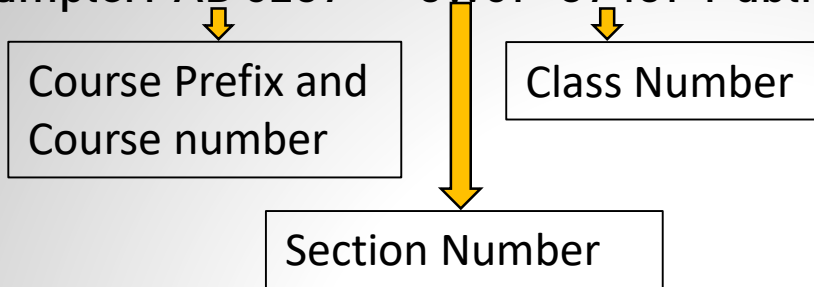 Course Prefix and
Course number
Class Number
Section Number